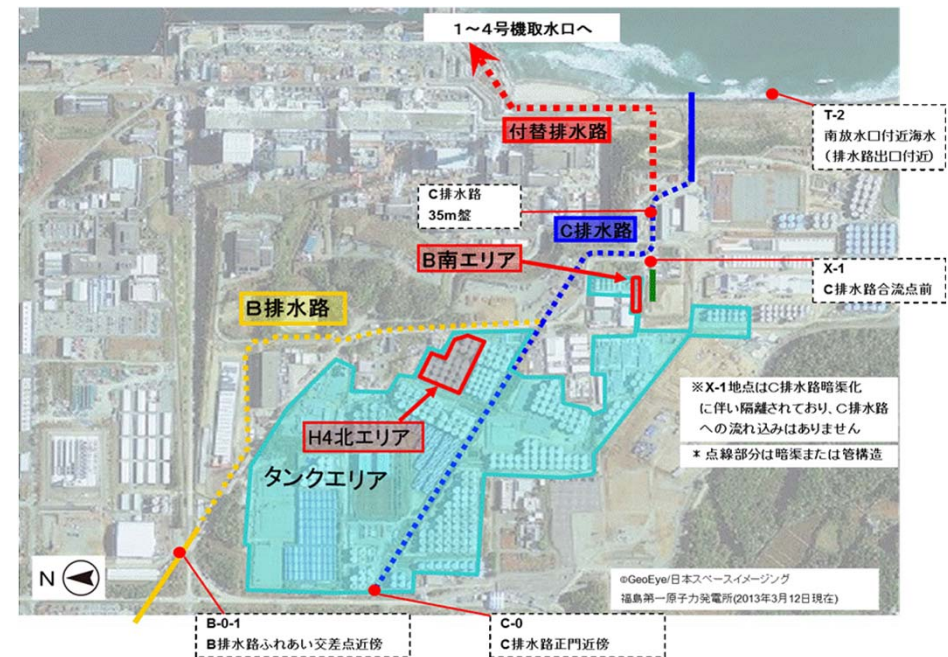 1～4号機取水口へ
付替排水路
T-2
南放水口付近海水
（排水路出口付近）
C排水路
35m盤
C排水路
B南エリア
X-1
C排水路合流点前
B排水路
H4北エリア
タンクエリア
※X-1地点はC排水路暗渠化
に伴い隔離されており、C排水路
への流れ込みはありません
＊点線部分は暗渠または管構造
N
©GeoEye/日本スペースイメージング
福島第一原子力発電所(2013年3月12日現在)
B-0-1
B排水路ふれあい交差点近傍
C-0
C排水路正門近傍